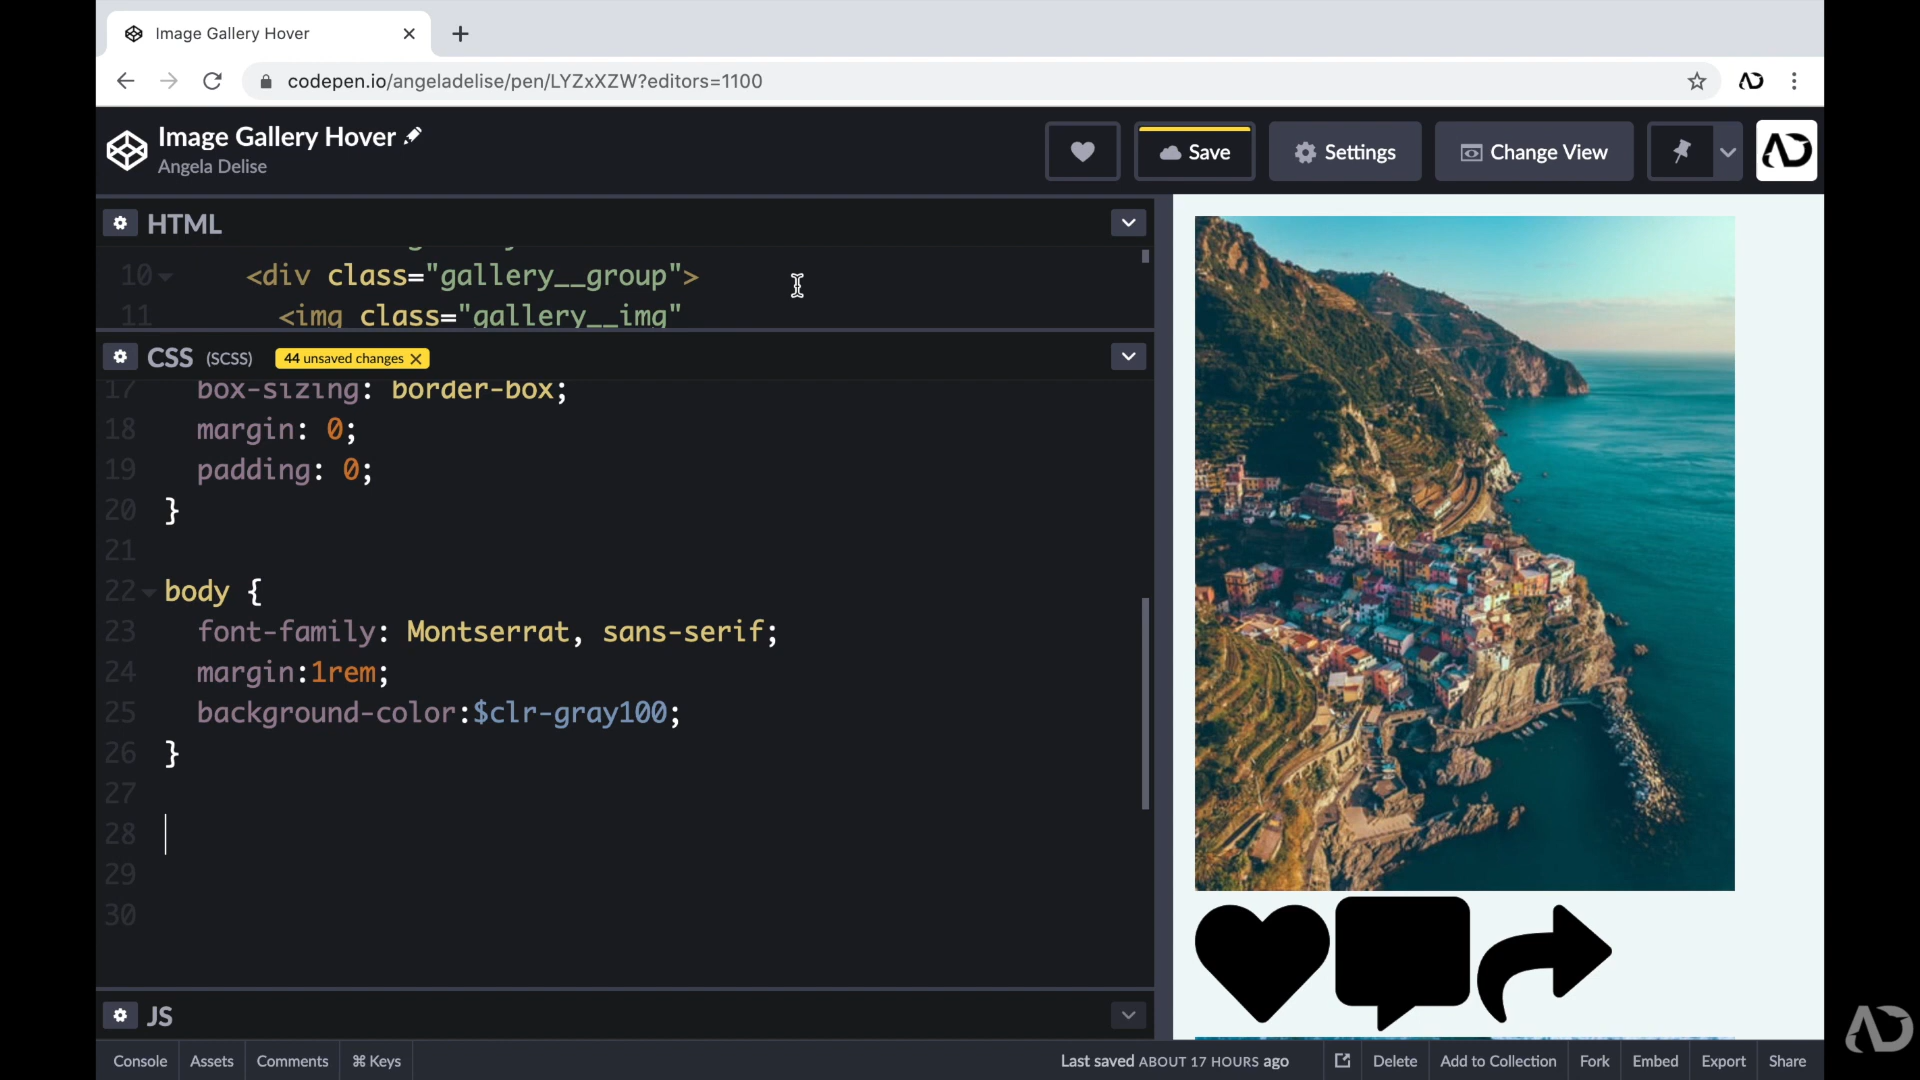 Image Gallery Hover
codepen.io/angeladelise/pen/LYZxXZW?editors=1100
Image Gallery Hover
Angela Delise
Save
Settings
Change View
HTML
10 <div class="gallery__group">
11 <img class="gallery__img"
CSS (SCSS) 44 unsaved changes
17 box-sizing: border-box;
18 margin: 0;
19 padding: 0;
20 }
21
22 body {
23 font-family: Montserrat, sans-serif;
24 margin:1rem;
25 background-color:$clr-gray100;
26 }
27
28
29
30
JS
Console Assets Comments ⌘ Keys Last saved ABOUT 17 HOURS ago Delete Add to Collection Fork Embed Export Share